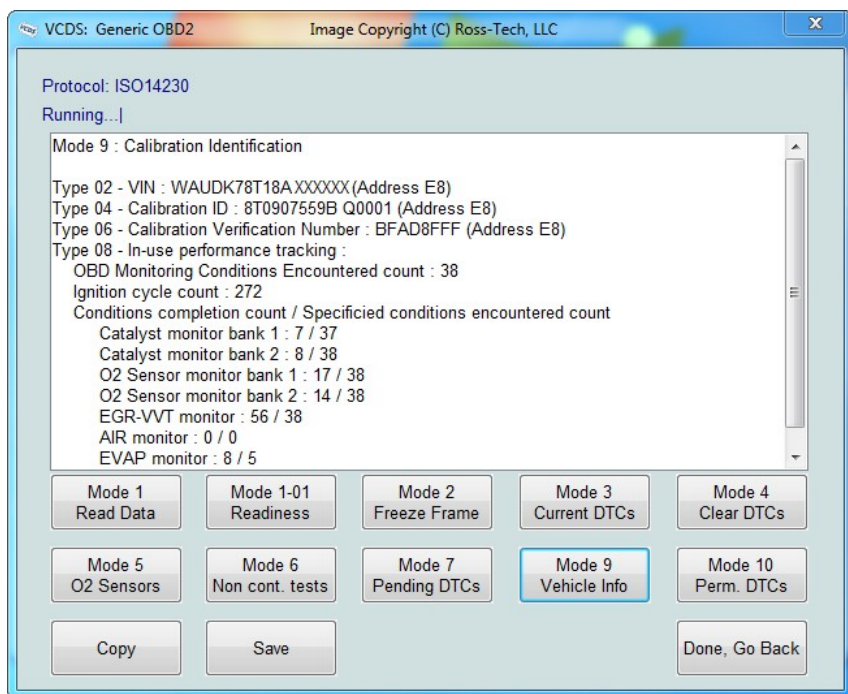 VCDS: Generic OBD2 Image Copyright (C) Ross-Tech, LLC X
Protocol: ISO14230
Running...|
Mode 9 : Calibration Identification
Type 02 - VIN : WAUDK78T18AXXXXXX (Address E8)
Type 04 - Calibration ID : 8T0907559B Q0001 (Address E8)
Type 06 - Calibration Verification Number : BFAD8FFF (Address E8)
Type 08 - In-use performance tracking :
OBD Monitoring Conditions Encountered count : 38
Ignition cycle count : 272
Conditions completion count / Specificied conditions encountered count
Catalyst monitor bank 1 : 7 / 37
Catalyst monitor bank 2 : 8 / 38
O2 Sensor monitor bank 1 : 17 / 38
O2 Sensor monitor bank 2 : 14 / 38
EGR-VVT monitor : 56 / 38
AIR monitor : 0 / 0
EVAP monitor : 8 / 5
Mode 1 Mode 1-01 Mode 2 Mode 3 Mode 4
Read Data Readiness Freeze Frame Current DTCs Clear DTCs
Mode 5 Mode 6 Mode 7 Mode 9 Mode 10
O2 Sensors Non cont. tests Pending DTCs Vehicle Info Perm. DTCs
Copy Save Done, Go Back